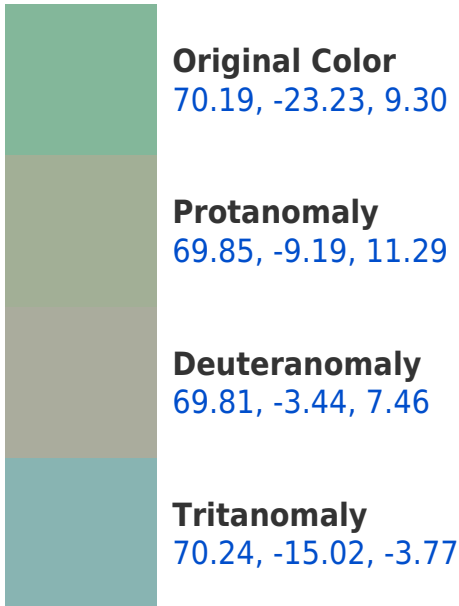 Original Color
70.19, -23.23, 9.30
Protanomaly
69.85, -9.19, 11.29
Deuteranomaly
69.81, -3.44, 7.46
Tritanomaly
70.24, -15.02, -3.77